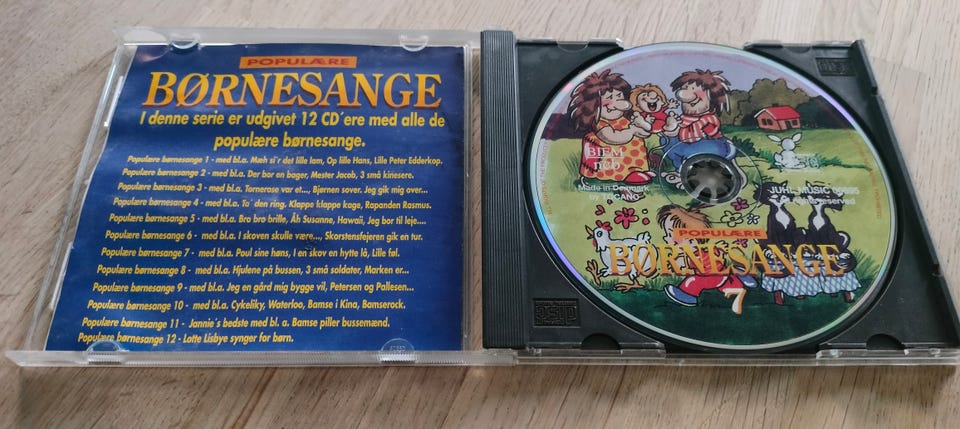 POPULÆRE
BØRNESANGE
I denne serie er udgivet 12 CD´ere med alle de
populære børnesange.
Populære børnesange 1 - med bl.a. Mæh si'r det lille lam, Op lille Hans, Lille Peter Edderkop.
Populære børnesange 2 - med bl.a. Der bor en bager, Mester Jacob, 3 små kinesere.
Populære børnesange 3 - med bl.a. Tornerose var et..., Bjørnen sover. Jeg gik mig over...
Populære børnesange 4 - med bl.a. Ta´ den ring. Klappe klappe kage, Rapanden Rasmus.
Populære børnesange 5 - med bl.a. Bro bro brille, Åh Susanne, Hawaii, Jeg bor til leje....
Populære børnesange 6 - med bl.a. I skoven skulle være..., Skorstensfejeren gik en tur.
Populære børnesange 7 - med bl.a. Poul sine høns, I en skov en hytte lå, Lille føl.
Populære børnesange 8 - med bl.a. Hjulene på bussen, 3 små soldater, Marken er...
Populære børnesange 9 - med bl.a. Jeg en gård mig bygge vil, Petersen og Pallesen...
Populære børnesange 10 - med bl.a. Cykeliky, Waterloo, Bamse i Kina, Bamserock.
Populære børnesange 11 - Jannie´s bedste med bl. a. Bamse piller bussemænd.
Populære børnesange 12 - Lotte Lisbye synger for børn.
BIEM
ncb
Made in Denmark
by TOCANO
JUHL MUSIC
All rights reserved
POPULÆRE
BØRNESANGE
7
disc